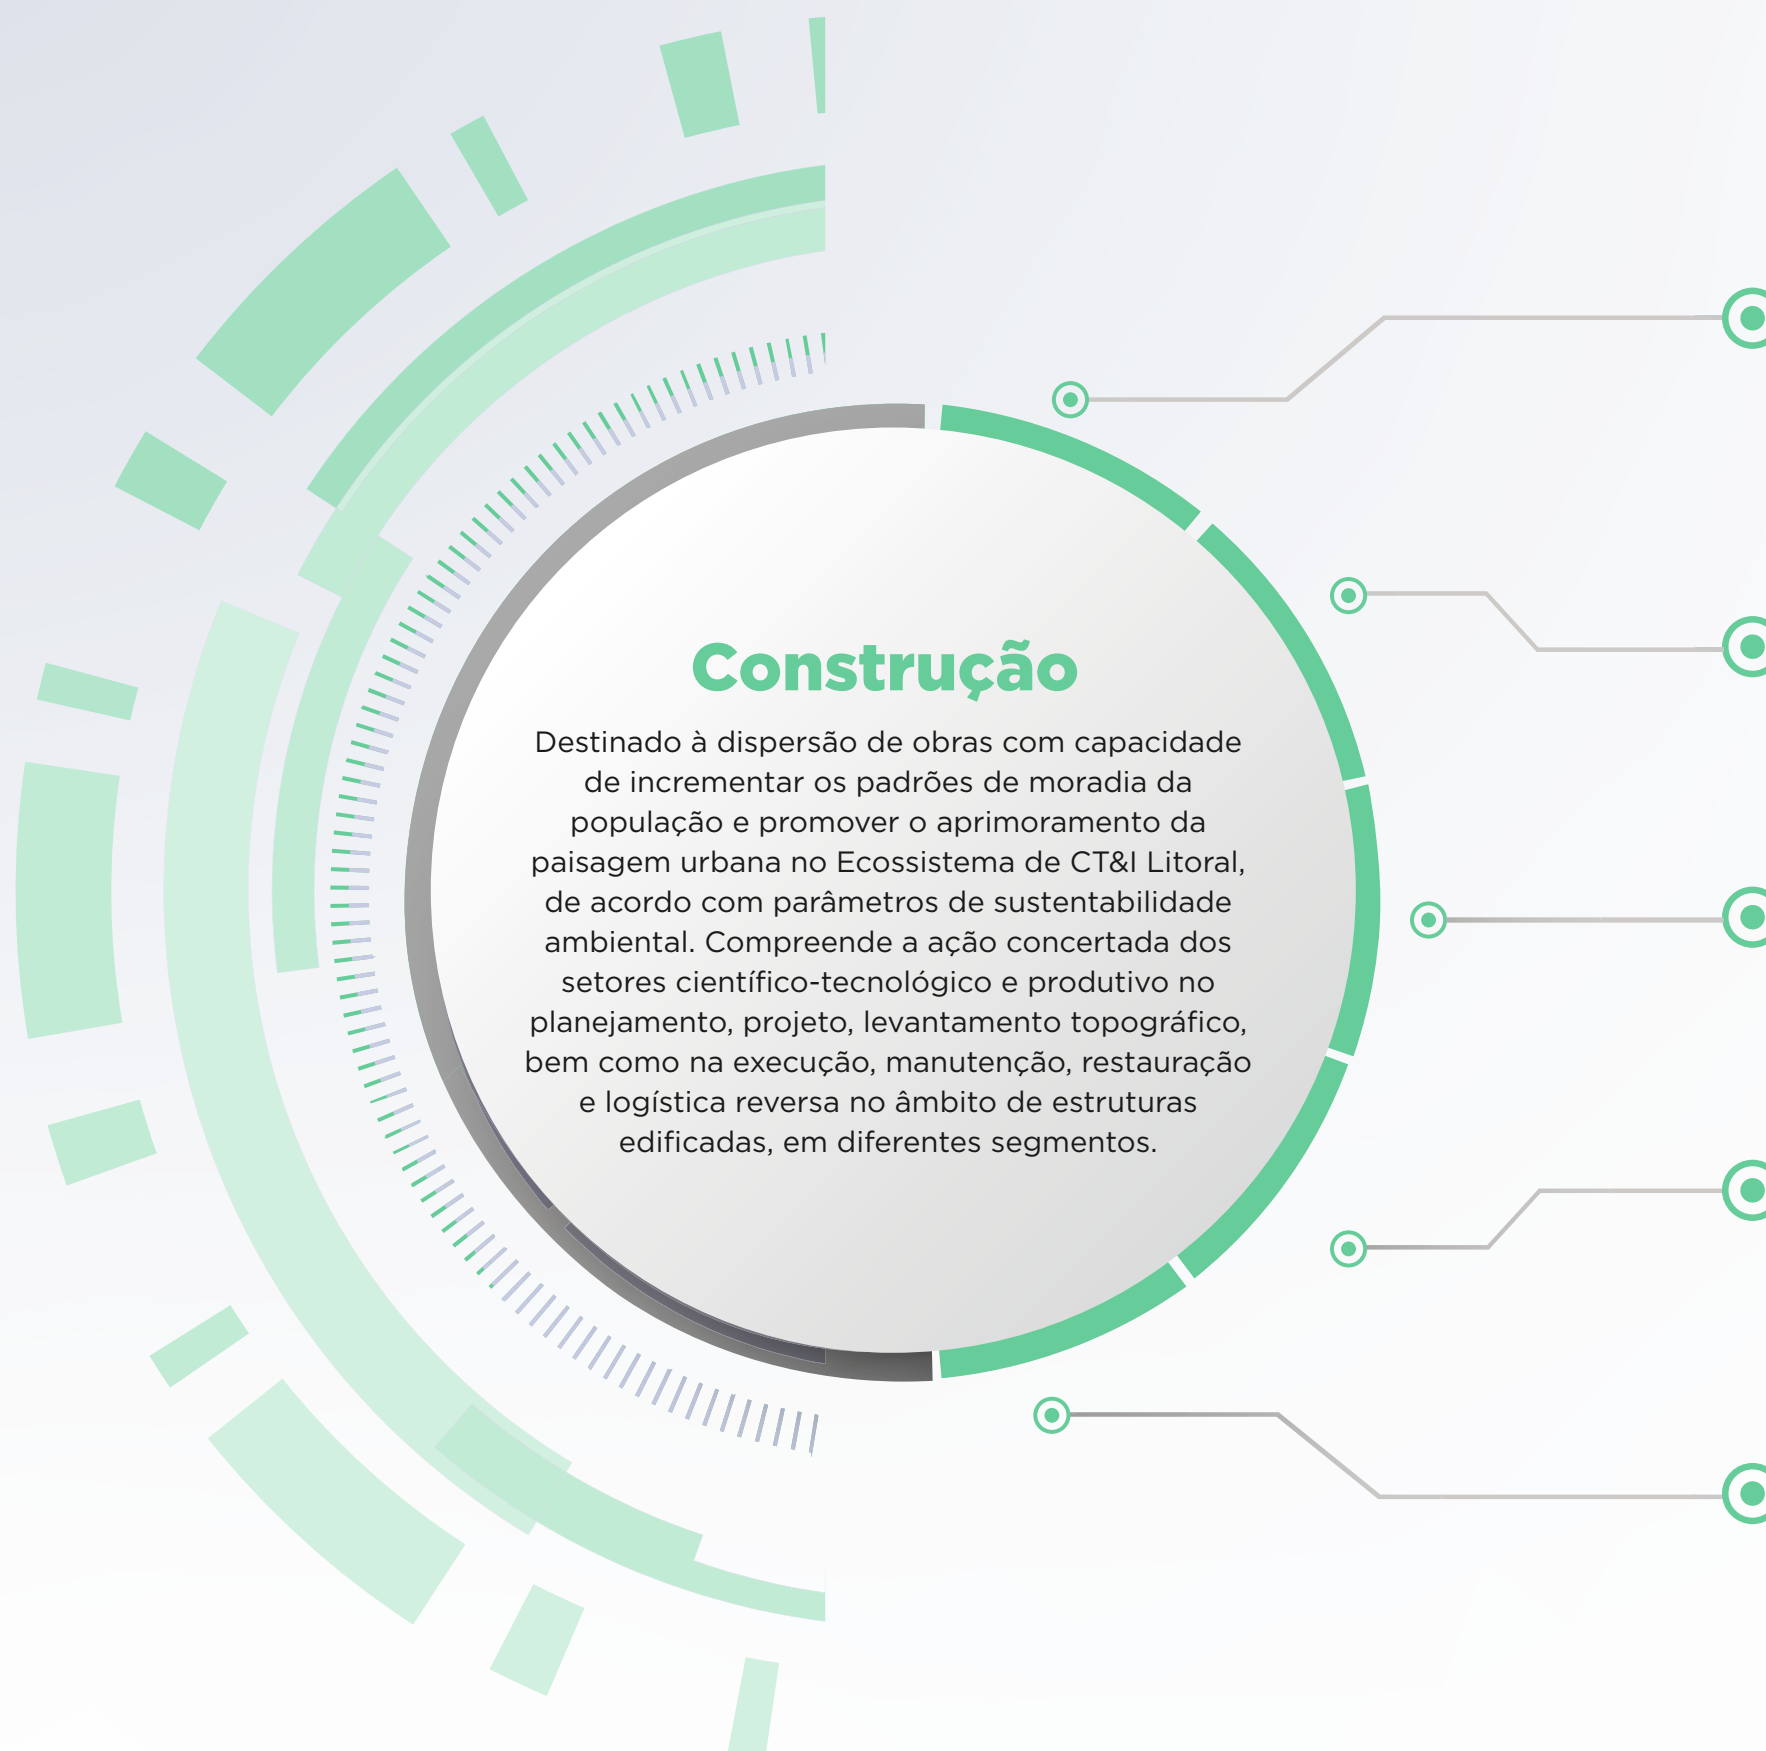 Construção
Destinado à dispersão de obras com capacidade
de incrementar os padrões de moradia da
população e promover o aprimoramento da
paisagem urbana no Ecossistema de CT&I Litoral,
de acordo com parâmetros de sustentabilidade
ambiental. Compreende a ação concertada dos
setores científico-tecnológico e produtivo no
planejamento, projeto, levantamento topográfico,
bem como na execução, manutenção, restauração
e logística reversa no âmbito de estruturas
edificadas, em diferentes segmentos.